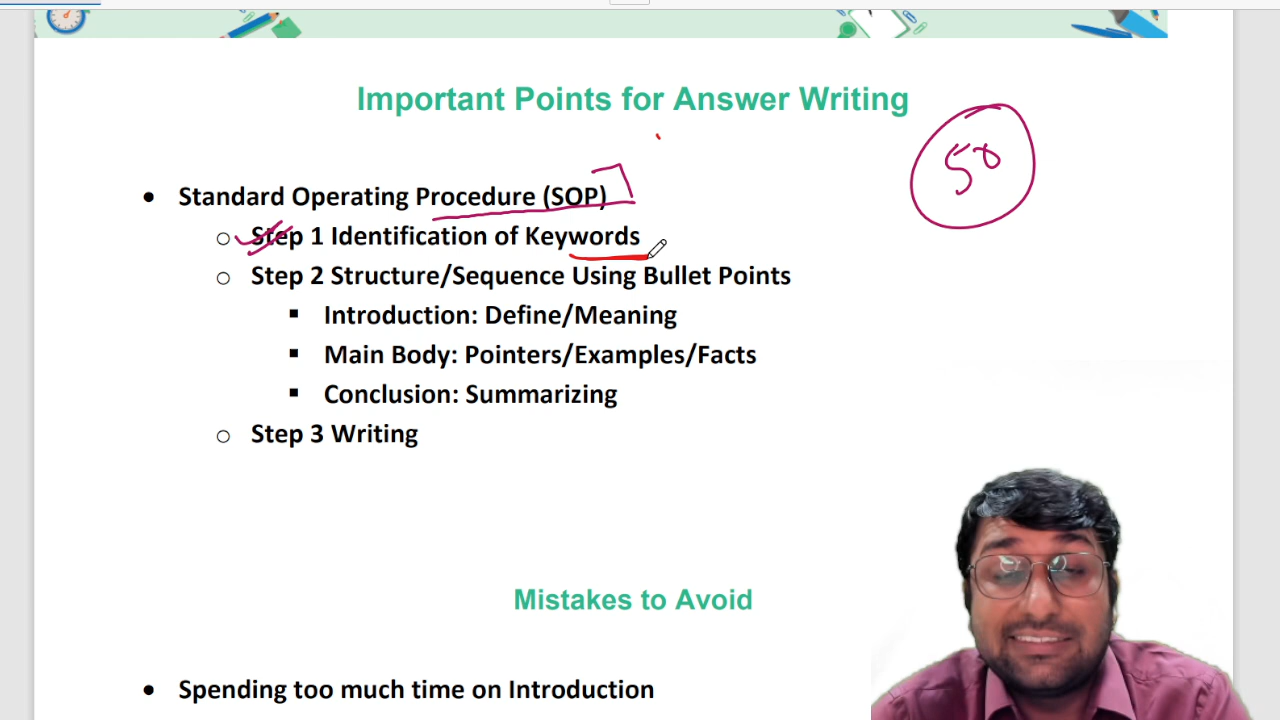 Important Points for Answer Writing
50
• Standard Operating Procedure (SOP)
○ Step 1 Identification of Keywords
○ Step 2 Structure/Sequence Using Bullet Points
▪ Introduction: Define/Meaning
▪ Main Body: Pointers/Examples/Facts
▪ Conclusion: Summarizing
○ Step 3 Writing
Mistakes to Avoid
• Spending too much time on Introduction